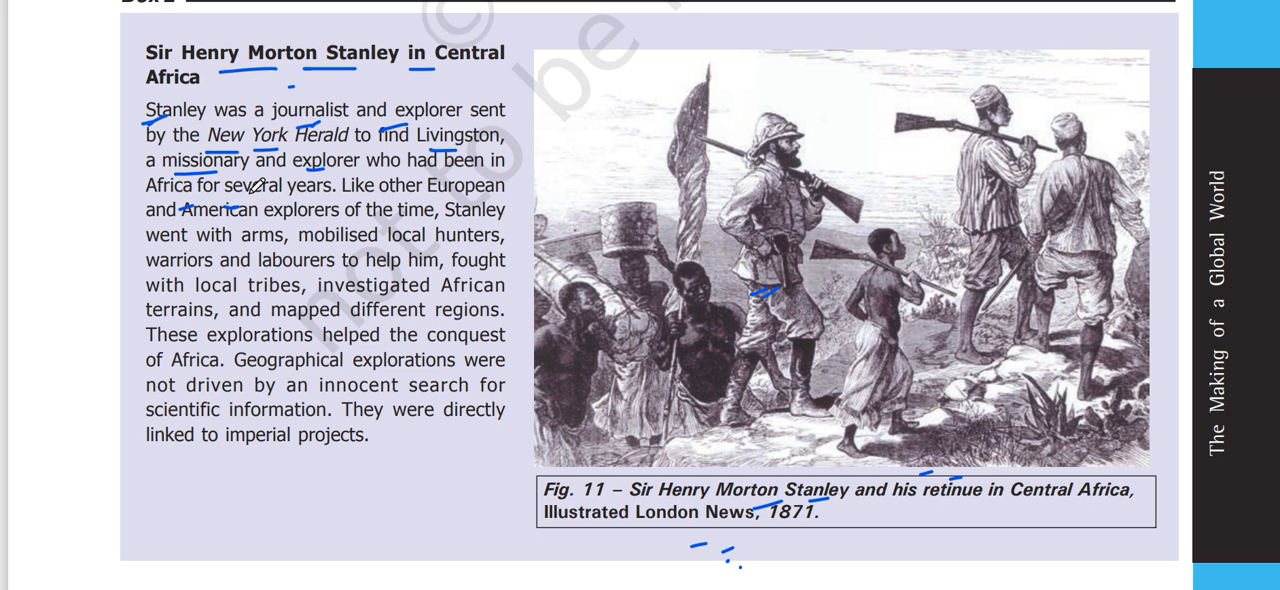 Sir Henry Morton Stanley in Central
Africa
Stanley was a journalist and explorer sent
by the New York Herald to find Livingston,
a missionary and explorer who had been in
Africa for several years. Like other European
and American explorers of the time, Stanley
went with arms, mobilised local hunters,
warriors and labourers to help him, fought
with local tribes, investigated African
terrains, and mapped different regions.
These explorations helped the conquest
of Africa. Geographical explorations were
not driven by an innocent search for
scientific information. They were directly
linked to imperial projects.
Fig. 11 – Sir Henry Morton Stanley and his retinue in Central Africa,
Illustrated London News, 1871.
The Making of a Global World
©
not to be